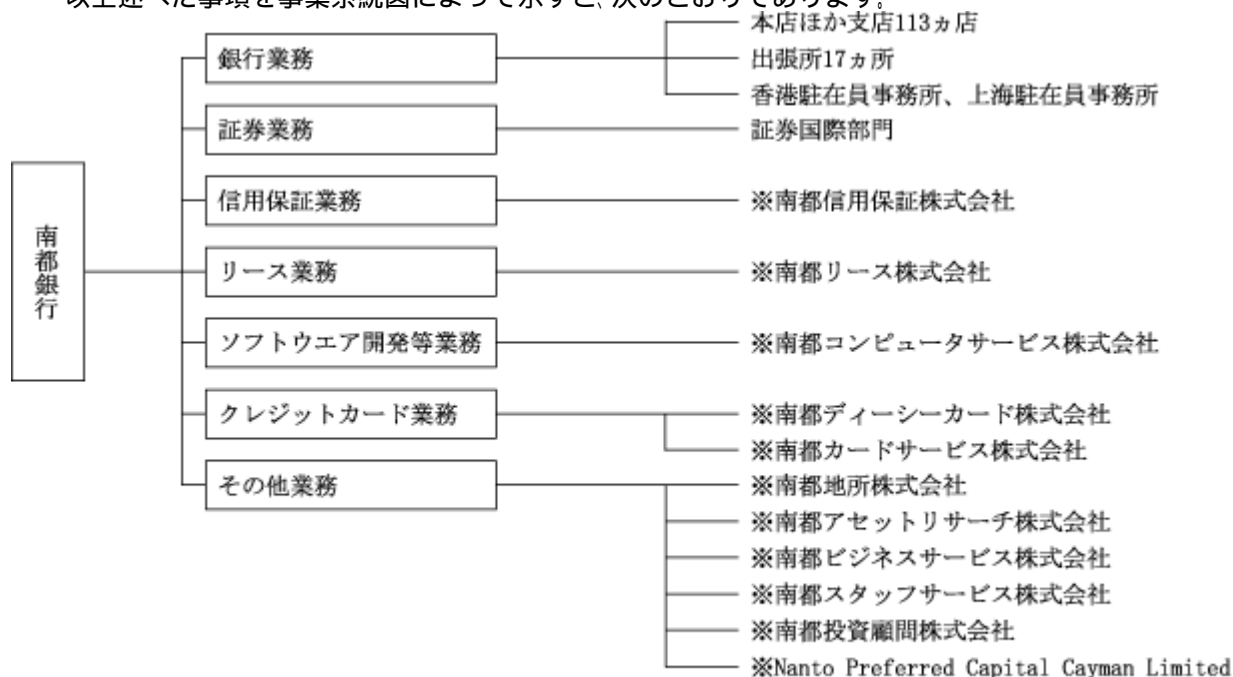 以上述べた事項を事業系統図によって示すと、次のとおりであります。
南都銀行
銀行業務
本店ほか支店113ヵ店
出張所17ヵ所
香港駐在員事務所、上海駐在員事務所
証券業務
証券国際部門
信用保証業務
※南都信用保証株式会社
リース業務
※南都リース株式会社
ソフトウエア開発等業務
※南都コンピュータサービス株式会社
クレジットカード業務
※南都ディーシーカード株式会社
※南都カードサービス株式会社
その他業務
※南都地所株式会社
※南都アセットリサーチ株式会社
※南都ビジネスサービス株式会社
※南都スタッフサービス株式会社
※南都投資顧問株式会社
※Nanto Preferred Capital Cayman Limited